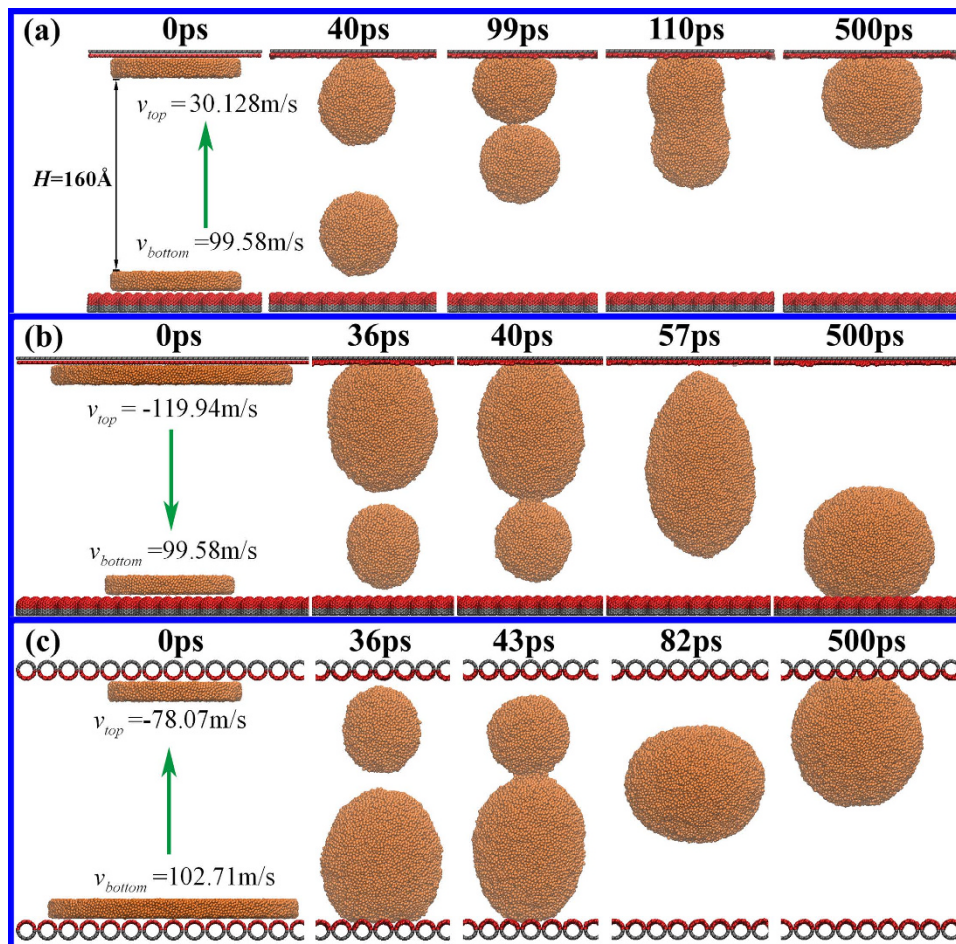 (a) 0ps 40ps 99ps 110ps 500ps
v_top = 30.128m/s
H=160Å
v_bottom =99.58m/s
(b) 0ps 36ps 40ps 57ps 500ps
v_top = -119.94m/s
v_bottom =99.58m/s
(c) 0ps 36ps 43ps 82ps 500ps
v_top =-78.07m/s
v_bottom =102.71m/s